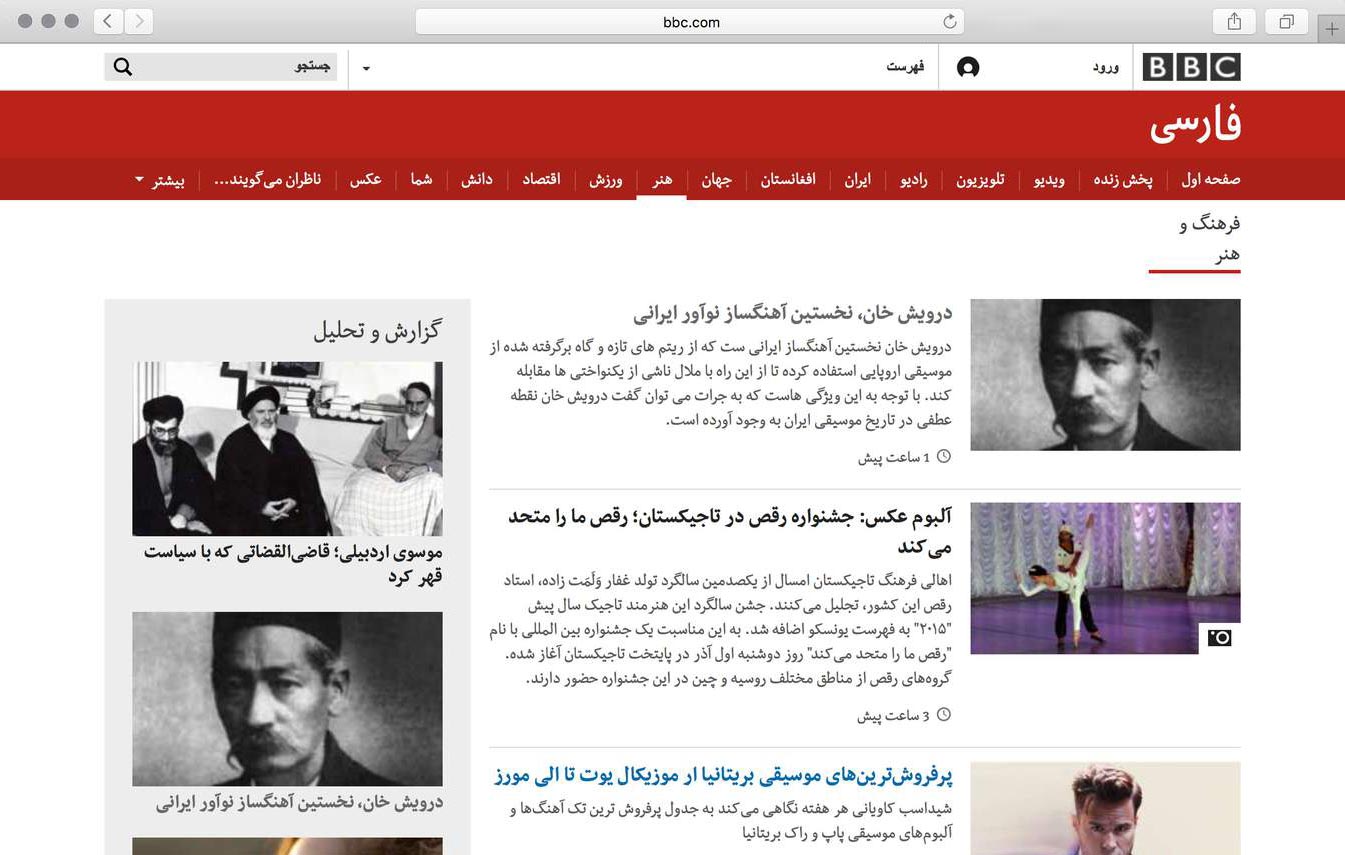 bbc.com
BBC
ورود
فهرست
جستجو
فارسی
صفحه اول
پخش زنده
ویدیو
تلویزیون
رادیو
ایران
افغانستان
جهان
هنر
ورزش
اقتصاد
دانش
شما
عکس
ناظران می‌گویند...
بیشتر
فرهنگ و
هنر
درویش خان، نخستین آهنگساز نوآور ایرانی
درویش خان نخستین آهنگساز ایرانی ست که از ریتم های تازه و گاه برگرفته شده از
موسیقی اروپایی استفاده کرده تا از این راه با ملال ناشی از یکنواختی ها مقابله
کند. با توجه به این ویژگی هاست که به جرات می توان گفت درویش خان نقطه
عطفی در تاریخ موسیقی ایران به وجود آورده است.
1 ساعت پیش
آلبوم عکس: جشنواره رقص در تاجیکستان؛ رقص ما را متحد
می‌کند
اهالی فرهنگ تاجیکستان امسال از یکصدمین سالگرد تولد غفار وَلَمَت زاده، استاد
رقص این کشور، تجلیل می‌کنند. جشن سالگرد این هنرمند تاجیک سال پیش
"۲۰۱۵" به فهرست یونسکو اضافه شد. به این مناسبت یک جشنواره بین المللی با نام
"رقص ما را متحد می‌کند" روز دوشنبه اول آذر در پایتخت تاجیکستان آغاز شده.
گروه‌های رقص از مناطق مختلف روسیه و چین در این جشنواره حضور دارند.
3 ساعت پیش
پرفروش‌ترین‌های موسیقی بریتانیا ار موزیکال یوت تا الی مورز
شیداسب کاویانی هر هفته نگاهی می‌کند به جدول پرفروش ترین تک آهنگ‌ها و
آلبوم‌های موسیقی پاپ و راک بریتانیا
گزارش و تحلیل
موسوی اردبیلی؛ قاضی‌القضاتی که با سیاست
قهر کرد
درویش خان، نخستین آهنگساز نوآور ایرانی